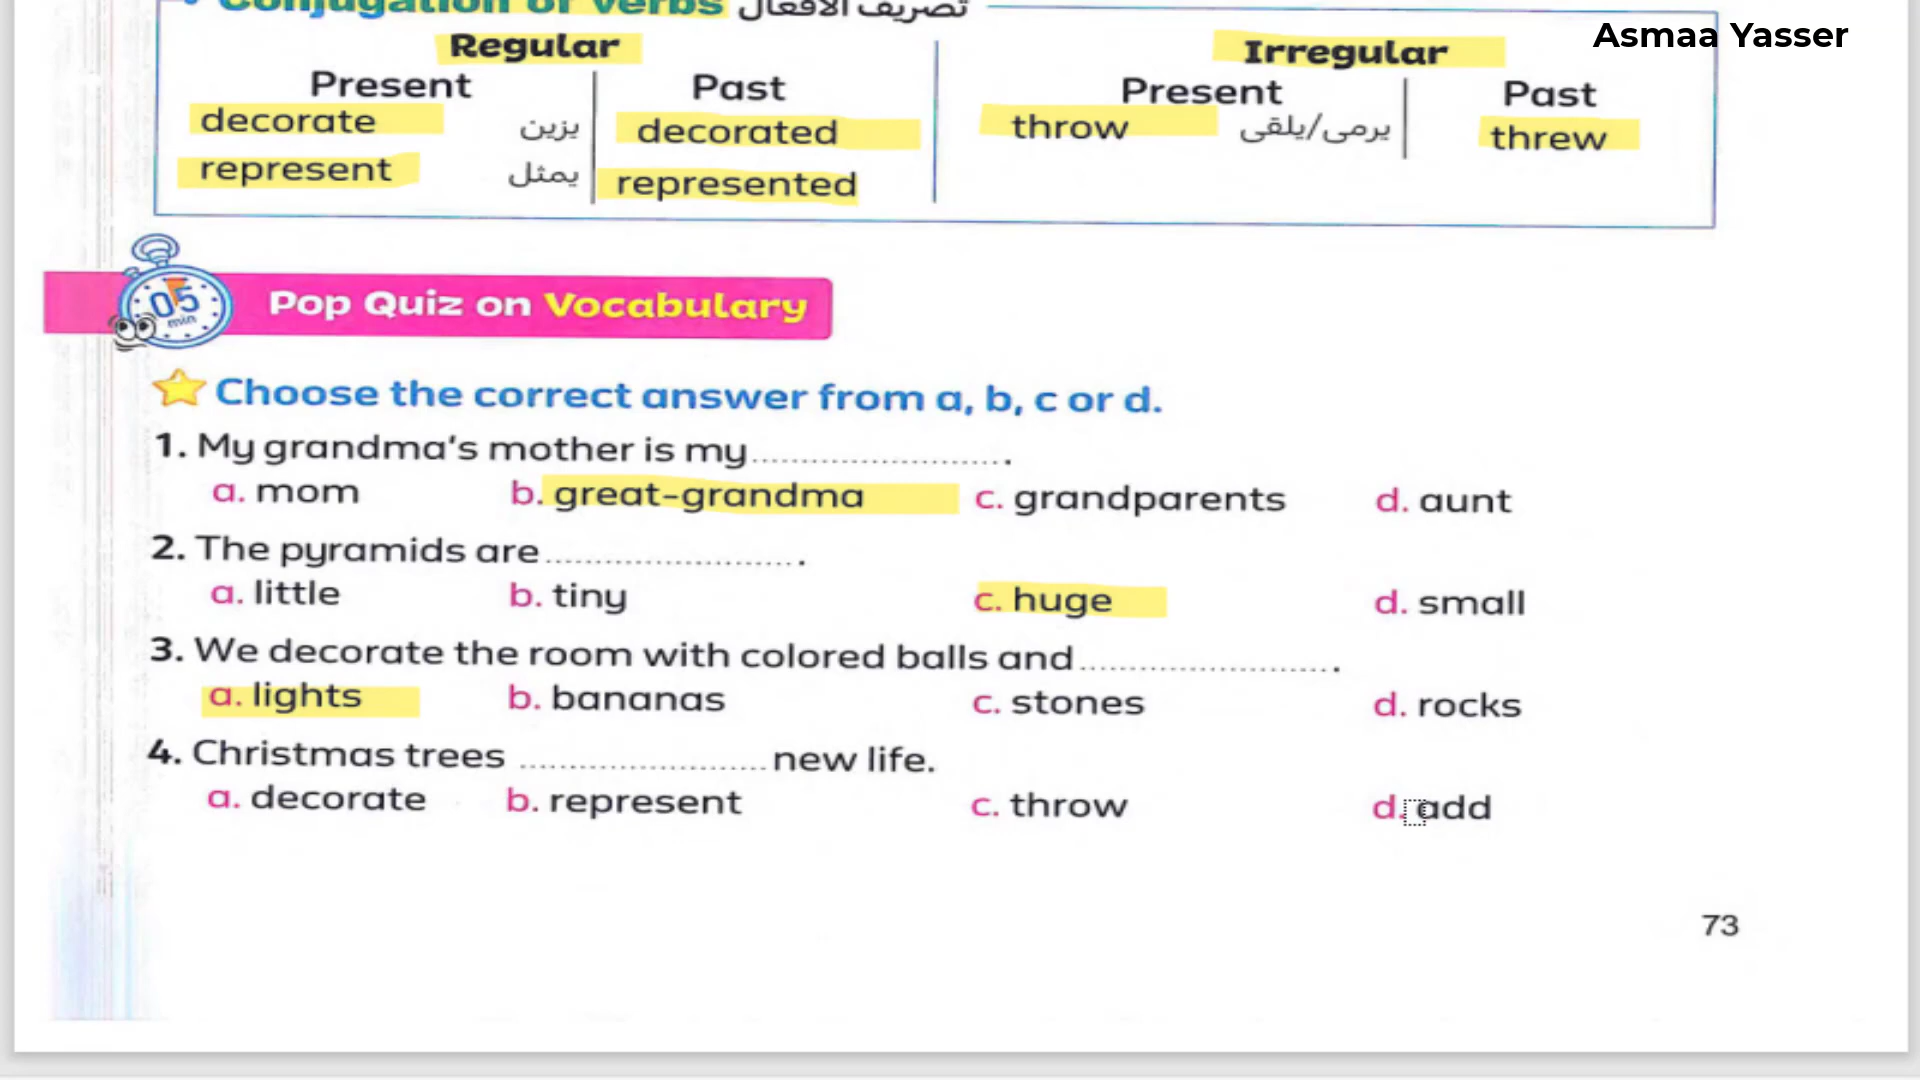 Conjugation of Verbs تصريف الأفعال
Asmaa Yasser
Regular
Irregular
Present Past
Present Past
decorate يزين decorated
throw يرمى/يلقى threw
represent يمثل represented
05 min
Pop Quiz on Vocabulary
Choose the correct answer from a, b, c or d.
1. My grandma's mother is my........................ .
a. mom b. great-grandma c. grandparents d. aunt
2. The pyramids are........................ .
a. little b. tiny c. huge d. small
3. We decorate the room with colored balls and........................ .
a. lights b. bananas c. stones d. rocks
4. Christmas trees ........................ new life.
a. decorate b. represent c. throw d. add
73